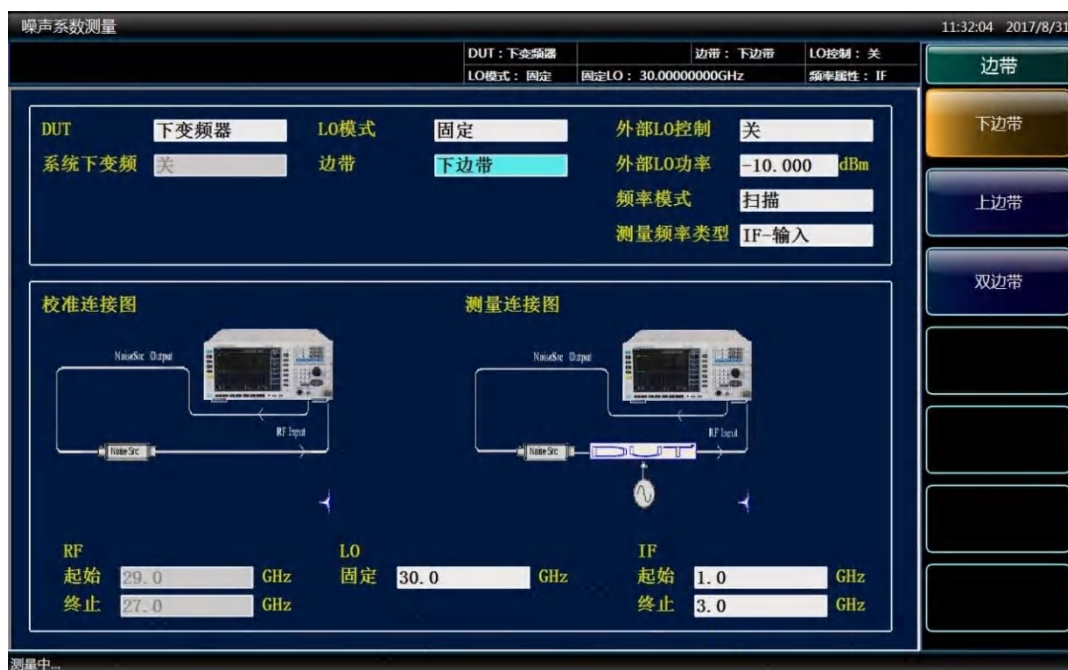 噪声系数测量 11:32:04 2017/8/31
DUT：下变频器 边带： 下边带 LO控制： 关
LO模式： 固定 固定LO： 30.00000000GHz 频率属性： IF
边带
下边带
上边带
双边带
DUT 下变频器 LO模式 固定 外部LO控制 关
系统下变频 关 边带 下边带 外部LO功率 -10.000 dBm
频率模式 扫描
测量频率类型 IF-输入
校准连接图 测量连接图
NoiseSrc Output NoiseSrc Output
RF Input RF Input
Noise Src Noise Src DUT
RF LO IF
起始 29.0 GHz 固定 30.0 GHz 起始 1.0 GHz
终止 27.0 GHz 终止 3.0 GHz
测量中...